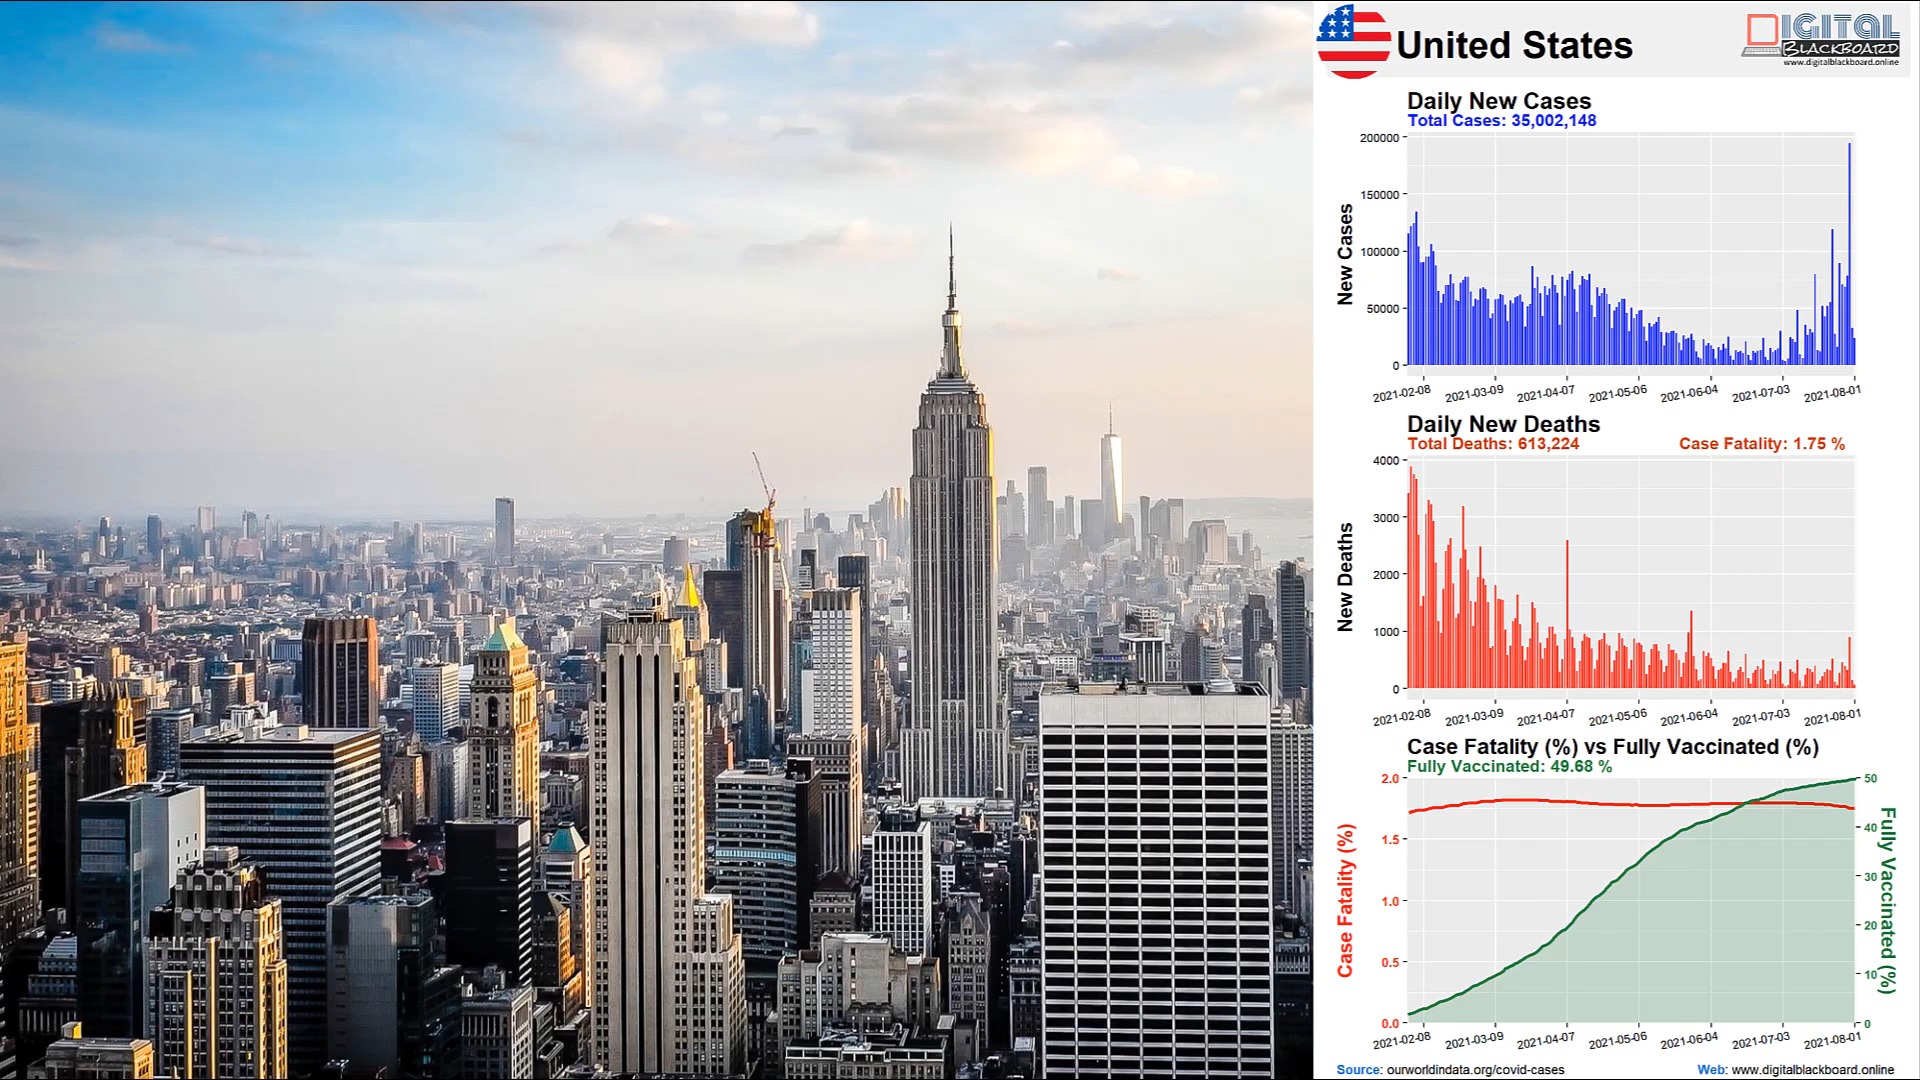 United States
DIGITAL
BLACKBOARD
www.digitalblackboard.online
Daily New Cases
Total Cases: 35,002,148
New Cases
200000
150000
100000
50000
0
2021-02-08 2021-03-09 2021-04-07 2021-05-06 2021-06-04 2021-07-03 2021-08-01
Daily New Deaths
Total Deaths: 613,224 Case Fatality: 1.75 %
New Deaths
4000
3000
2000
1000
0
2021-02-08 2021-03-09 2021-04-07 2021-05-06 2021-06-04 2021-07-03 2021-08-01
Case Fatality (%) vs Fully Vaccinated (%)
Fully Vaccinated: 49.68 %
Case Fatality (%)
2.0
1.5
1.0
0.5
0.0
50
40
30
20
10
0
Fully Vaccinated (%)
2021-02-08 2021-03-09 2021-04-07 2021-05-06 2021-06-04 2021-07-03 2021-08-01
Source: ourworldindata.org/covid-cases Web: www.digitalblackboard.online